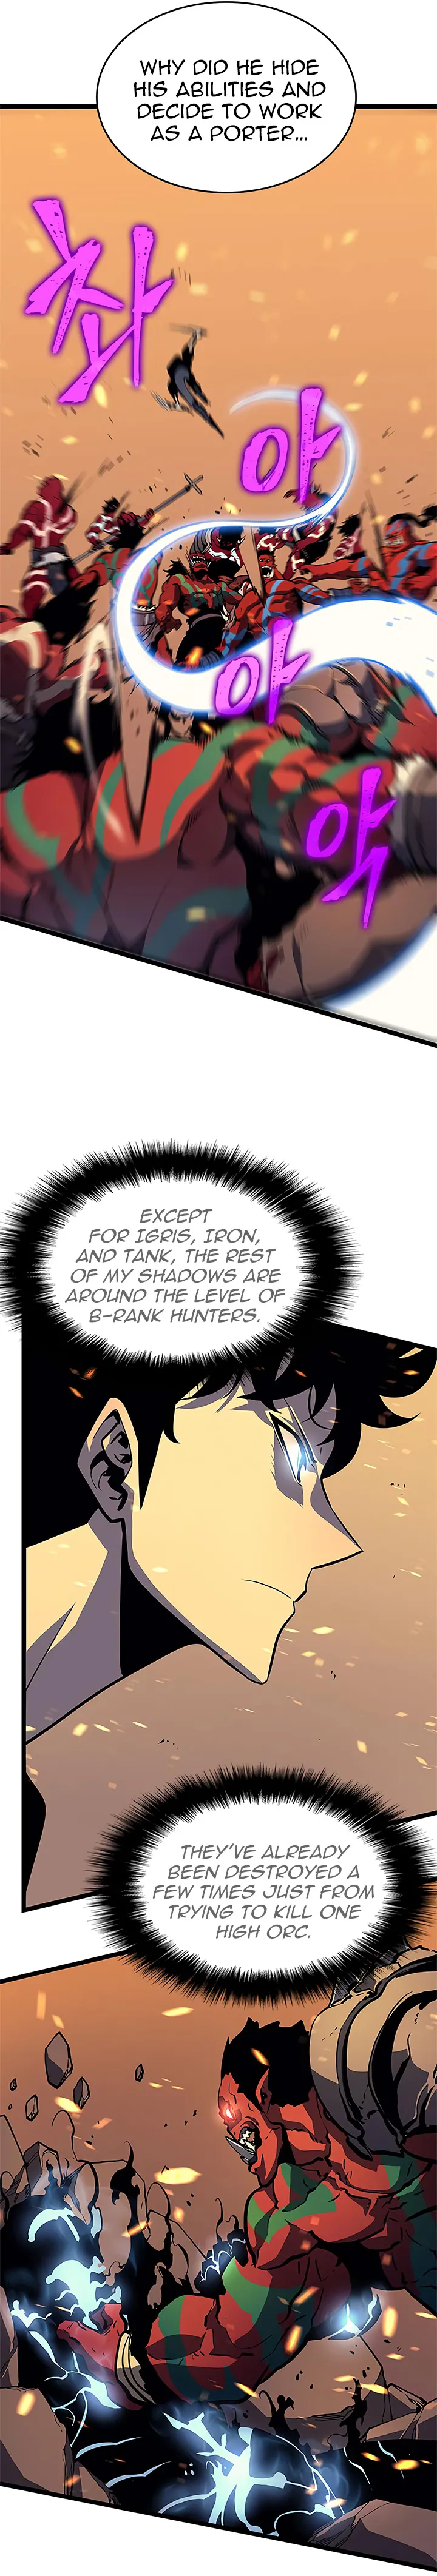 WHY DID HE HIDE
HIS ABILITIES AND
DECIDE TO WORK
AS A PORTER...
촤
아
아
악
EXCEPT
FOR IGRIS, IRON,
AND TANK, THE REST
OF MY SHADOWS ARE
AROUND THE LEVEL OF
B-RANK HUNTERS.
THEY'VE ALREADY
BEEN DESTROYED A
FEW TIMES JUST FROM
TRYING TO KILL ONE
HIGH ORC.